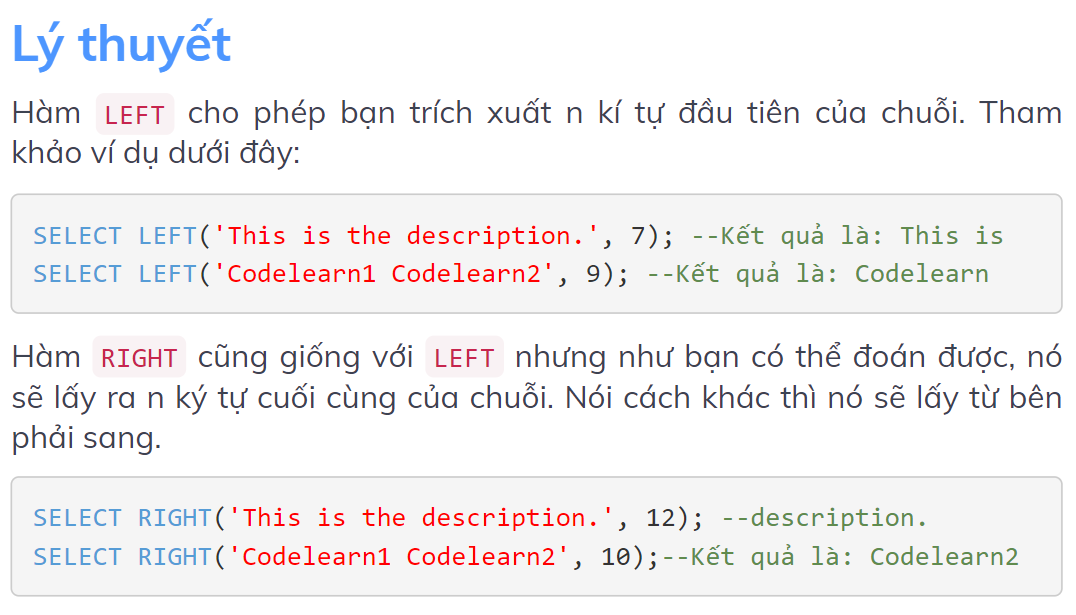 Lý thuyết
Hàm LEFT cho phép bạn trích xuất n kí tự đầu tiên của chuỗi. Tham
khảo ví dụ dưới đây:
SELECT LEFT('This is the description.', 7); --Kết quả là: This is
SELECT LEFT('Codelearn1 Codelearn2', 9); --Kết quả là: Codelearn
Hàm RIGHT cũng giống với LEFT nhưng như bạn có thể đoán được, nó
sẽ lấy ra n ký tự cuối cùng của chuỗi. Nói cách khác thì nó sẽ lấy từ bên
phải sang.
SELECT RIGHT('This is the description.', 12); --description.
SELECT RIGHT('Codelearn1 Codelearn2', 10);--Kết quả là: Codelearn2